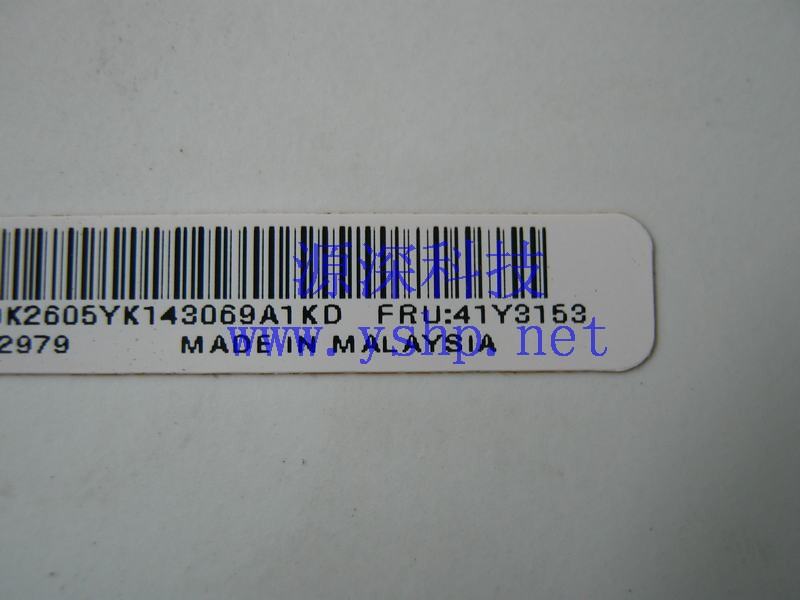 源深科技
K2605YK143069A1KD FRU:41Y3153
2979 MADE IN MALAYSIA
www.yshp.net